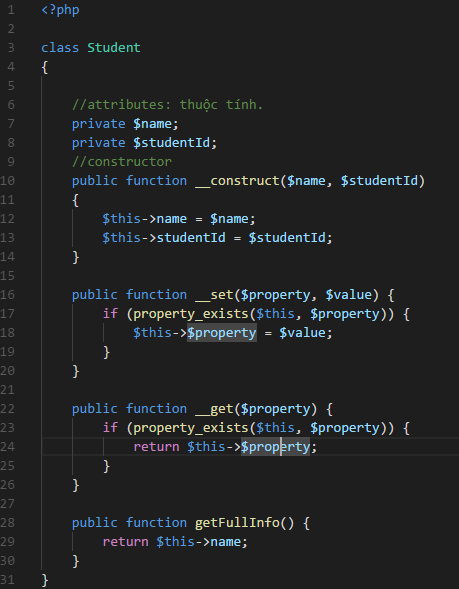 1 <?php
2
3 class Student
4 {
5
6     //attributes: thuộc tính.
7     private $name;
8     private $studentId;
9     //constructor
10     public function __construct($name, $studentId)
11     {
12         $this->name = $name;
13         $this->studentId = $studentId;
14     }
15
16     public function __set($property, $value) {
17         if (property_exists($this, $property)) {
18             $this->$property = $value;
19         }
20     }
21
22     public function __get($property) {
23         if (property_exists($this, $property)) {
24             return $this->$property;
25         }
26     }
27
28     public function getFullInfo() {
29         return $this->name;
30     }
31 }